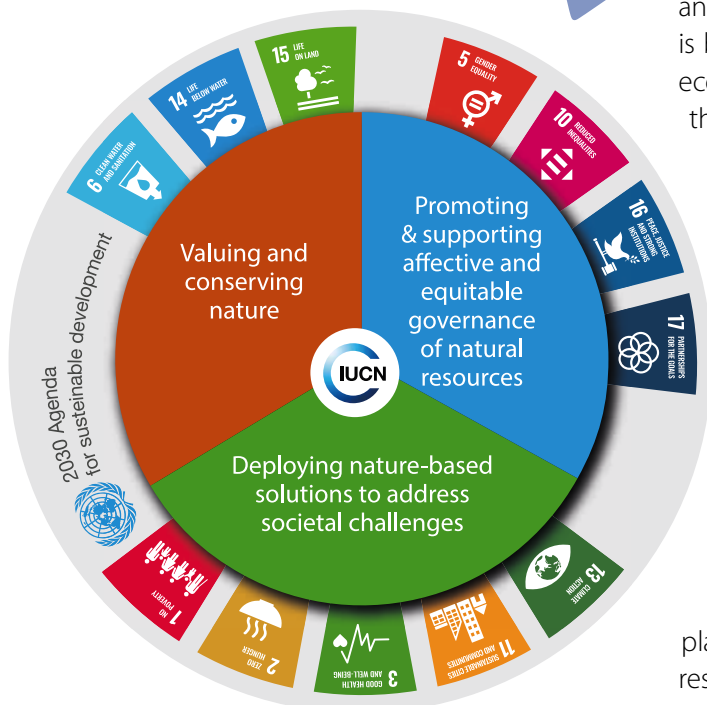 15 LIFE
ON LAND
14 LIFE
BELOW WATER
6 CLEAN WATER
AND SANITATION
5 GENDER
EQUALITY
10 REDUCED
INEQUALITIES
16 PEACE, JUSTICE
AND STRONG
INSTITUTIONS
17 PARTNERSHIPS
FOR THE GOALS
Valuing and
conserving
nature
Promoting
& supporting
affective and
equitable
governance
of natural
resources
IUCN
Deploying nature-based
solutions to address
societal challenges
2030 Agenda
for susteinable development
1 NO
POVERTY
2 ZERO
HUNGER
3 GOOD HEALTH
AND WELL-BEING
11 SUSTAINABLE CITIES
AND COMMUNITIES
13 CLIMATE
ACTION
an
is
ec
th
pla
res